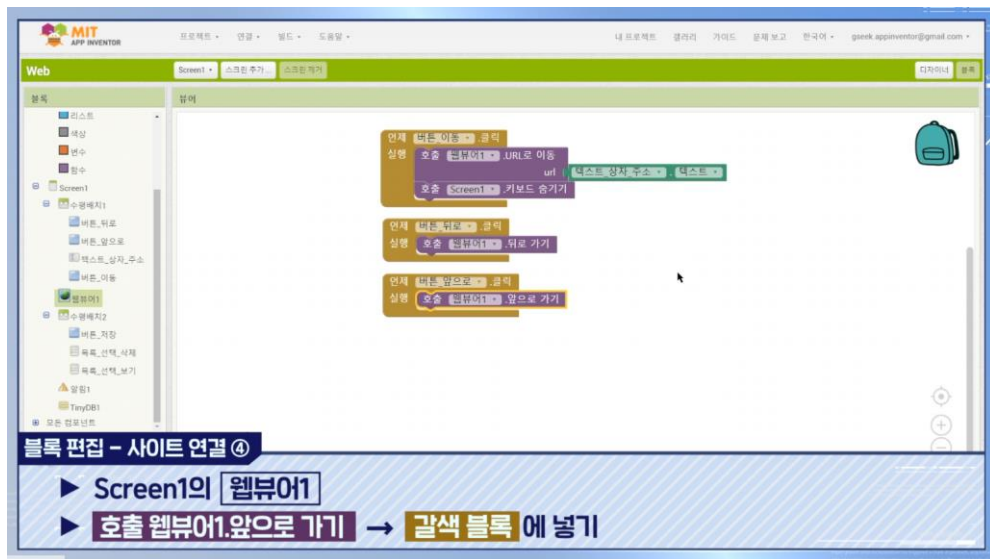 MIT
APP INVENTOR
프로젝트 연결 빌드 도움말 내 프로젝트 갤러리 가이드 문제 보고 한국어 gseek.appinventor@gmail.com
Web Screen1 스크린 추가... 스크린 제거 디자이너 블록
블록 뷰어
리스트
색상
변수
함수
Screen1
수평배치1
버튼_뒤로
버튼_앞으로
텍스트_상자_주소
버튼_이동
웹뷰어1
수평배치2
버튼_저장
목록_선택_삭제
목록_선택_보기
알림1
TinyDB1
모든 컴포넌트
언제 버튼_이동 .클릭
실행 호출 웹뷰어1 .URL로 이동
url 텍스트_상자_주소 . 텍스트
호출 Screen1 .키보드 숨기기
언제 버튼_뒤로 .클릭
실행 호출 웹뷰어1 .뒤로 가기
언제 버튼_앞으로 .클릭
실행 호출 웹뷰어1 .앞으로 가기
블록 편집 – 사이트 연결 ④
▶ Screen1의 웹뷰어1
▶ 호출 웹뷰어1.앞으로 가기 → 갈색 블록 에 넣기